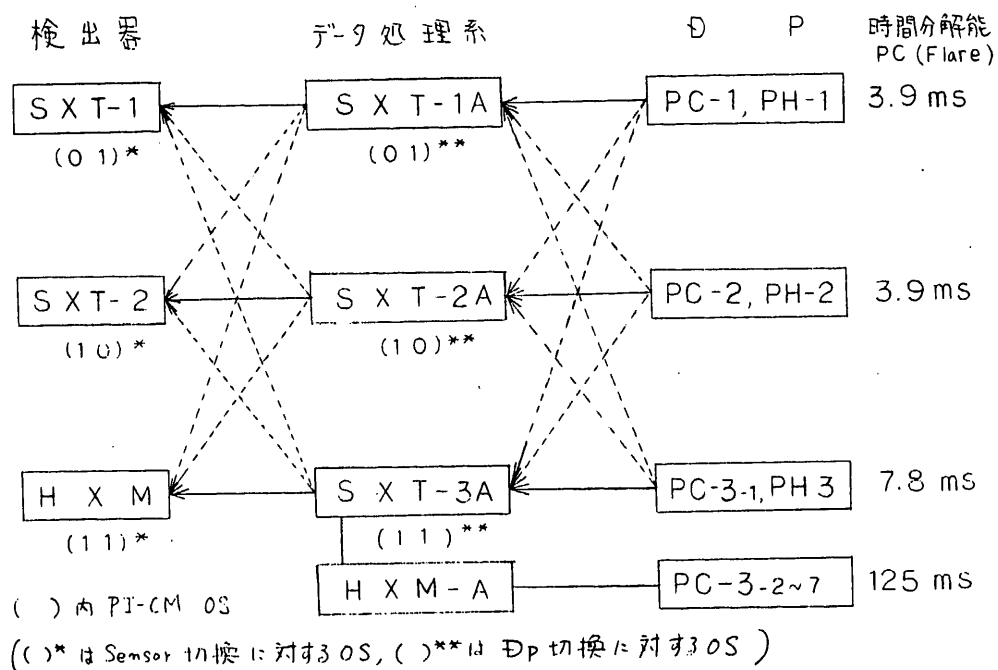 検出器 データ処理系 Đ P 時間分解能
PC (Flare)
SXT-1 SXT-1A PC-1, PH-1 3.9 ms
(01)* (01)**
SXT-2 SXT-2A PC-2, PH-2 3.9 ms
(10)* (10)**
HXM SXT-3A PC-3-1, PH 3 7.8 ms
(11)* (11)**
HXM-A PC-3-2~7 125 ms
( ) 内 PI-CM OS
(( )* は Sensor 切換に対する OS, ( )** は Đp 切換に対する OS )